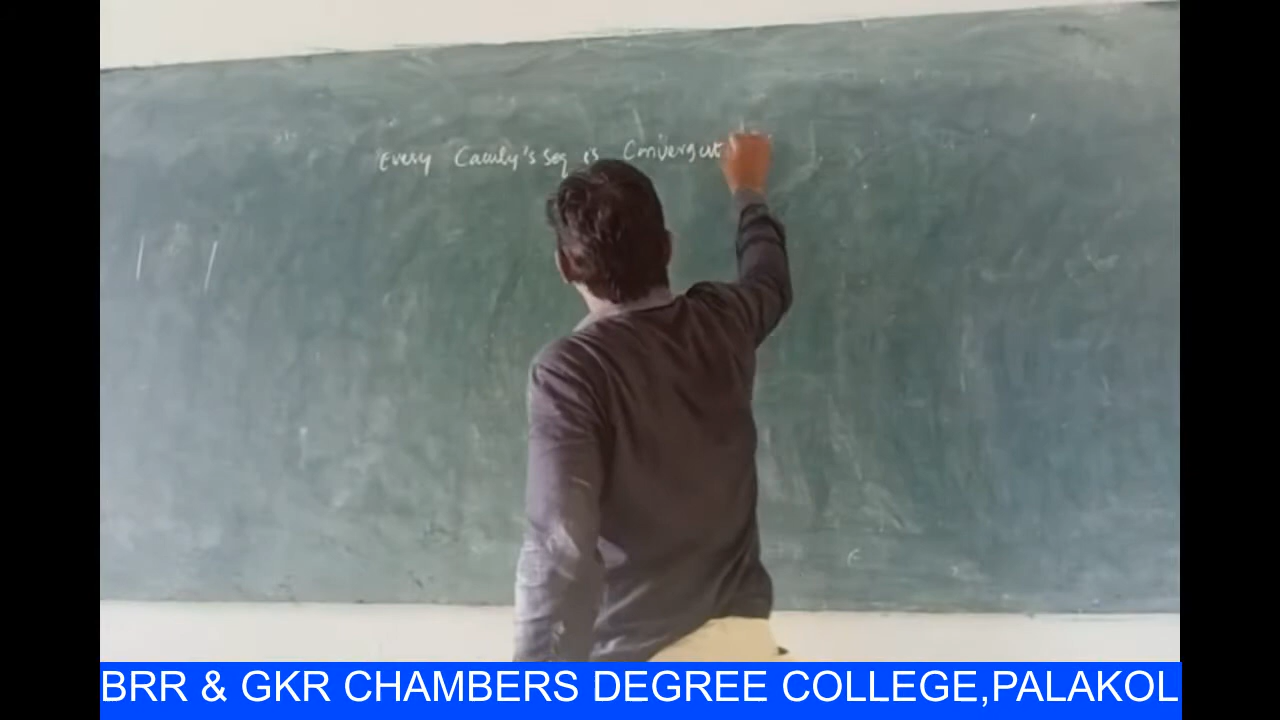 Every Cauchy's Seq is Convergent
BRR & GKR CHAMBERS DEGREE COLLEGE,PALAKOL